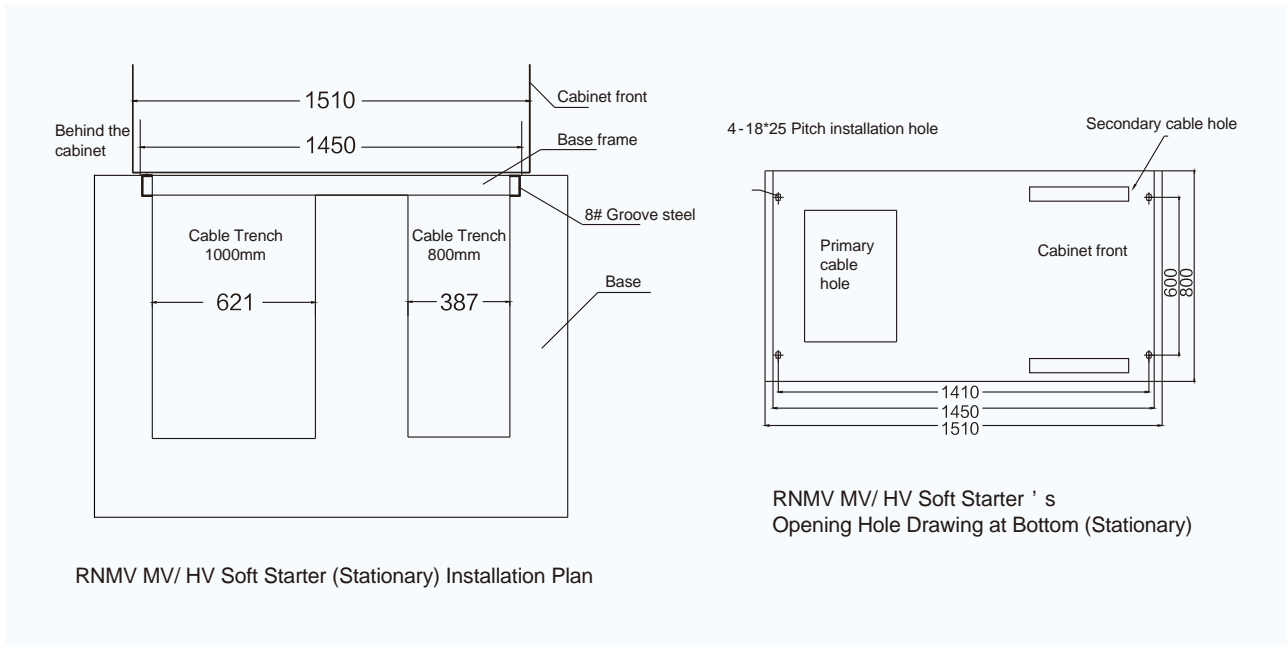 1510
Cabinet front
Behind the
cabinet
1450
Base frame
8# Groove steel
Cable Trench
1000mm
Cable Trench
800mm
621
387
Base
RNMV MV/ HV Soft Starter (Stationary) Installation Plan
4-18*25 Pitch installation hole
Secondary cable hole
Primary
cable
hole
Cabinet front
600
800
1410
1450
1510
RNMV MV/ HV Soft Starter ’ s
Opening Hole Drawing at Bottom (Stationary)